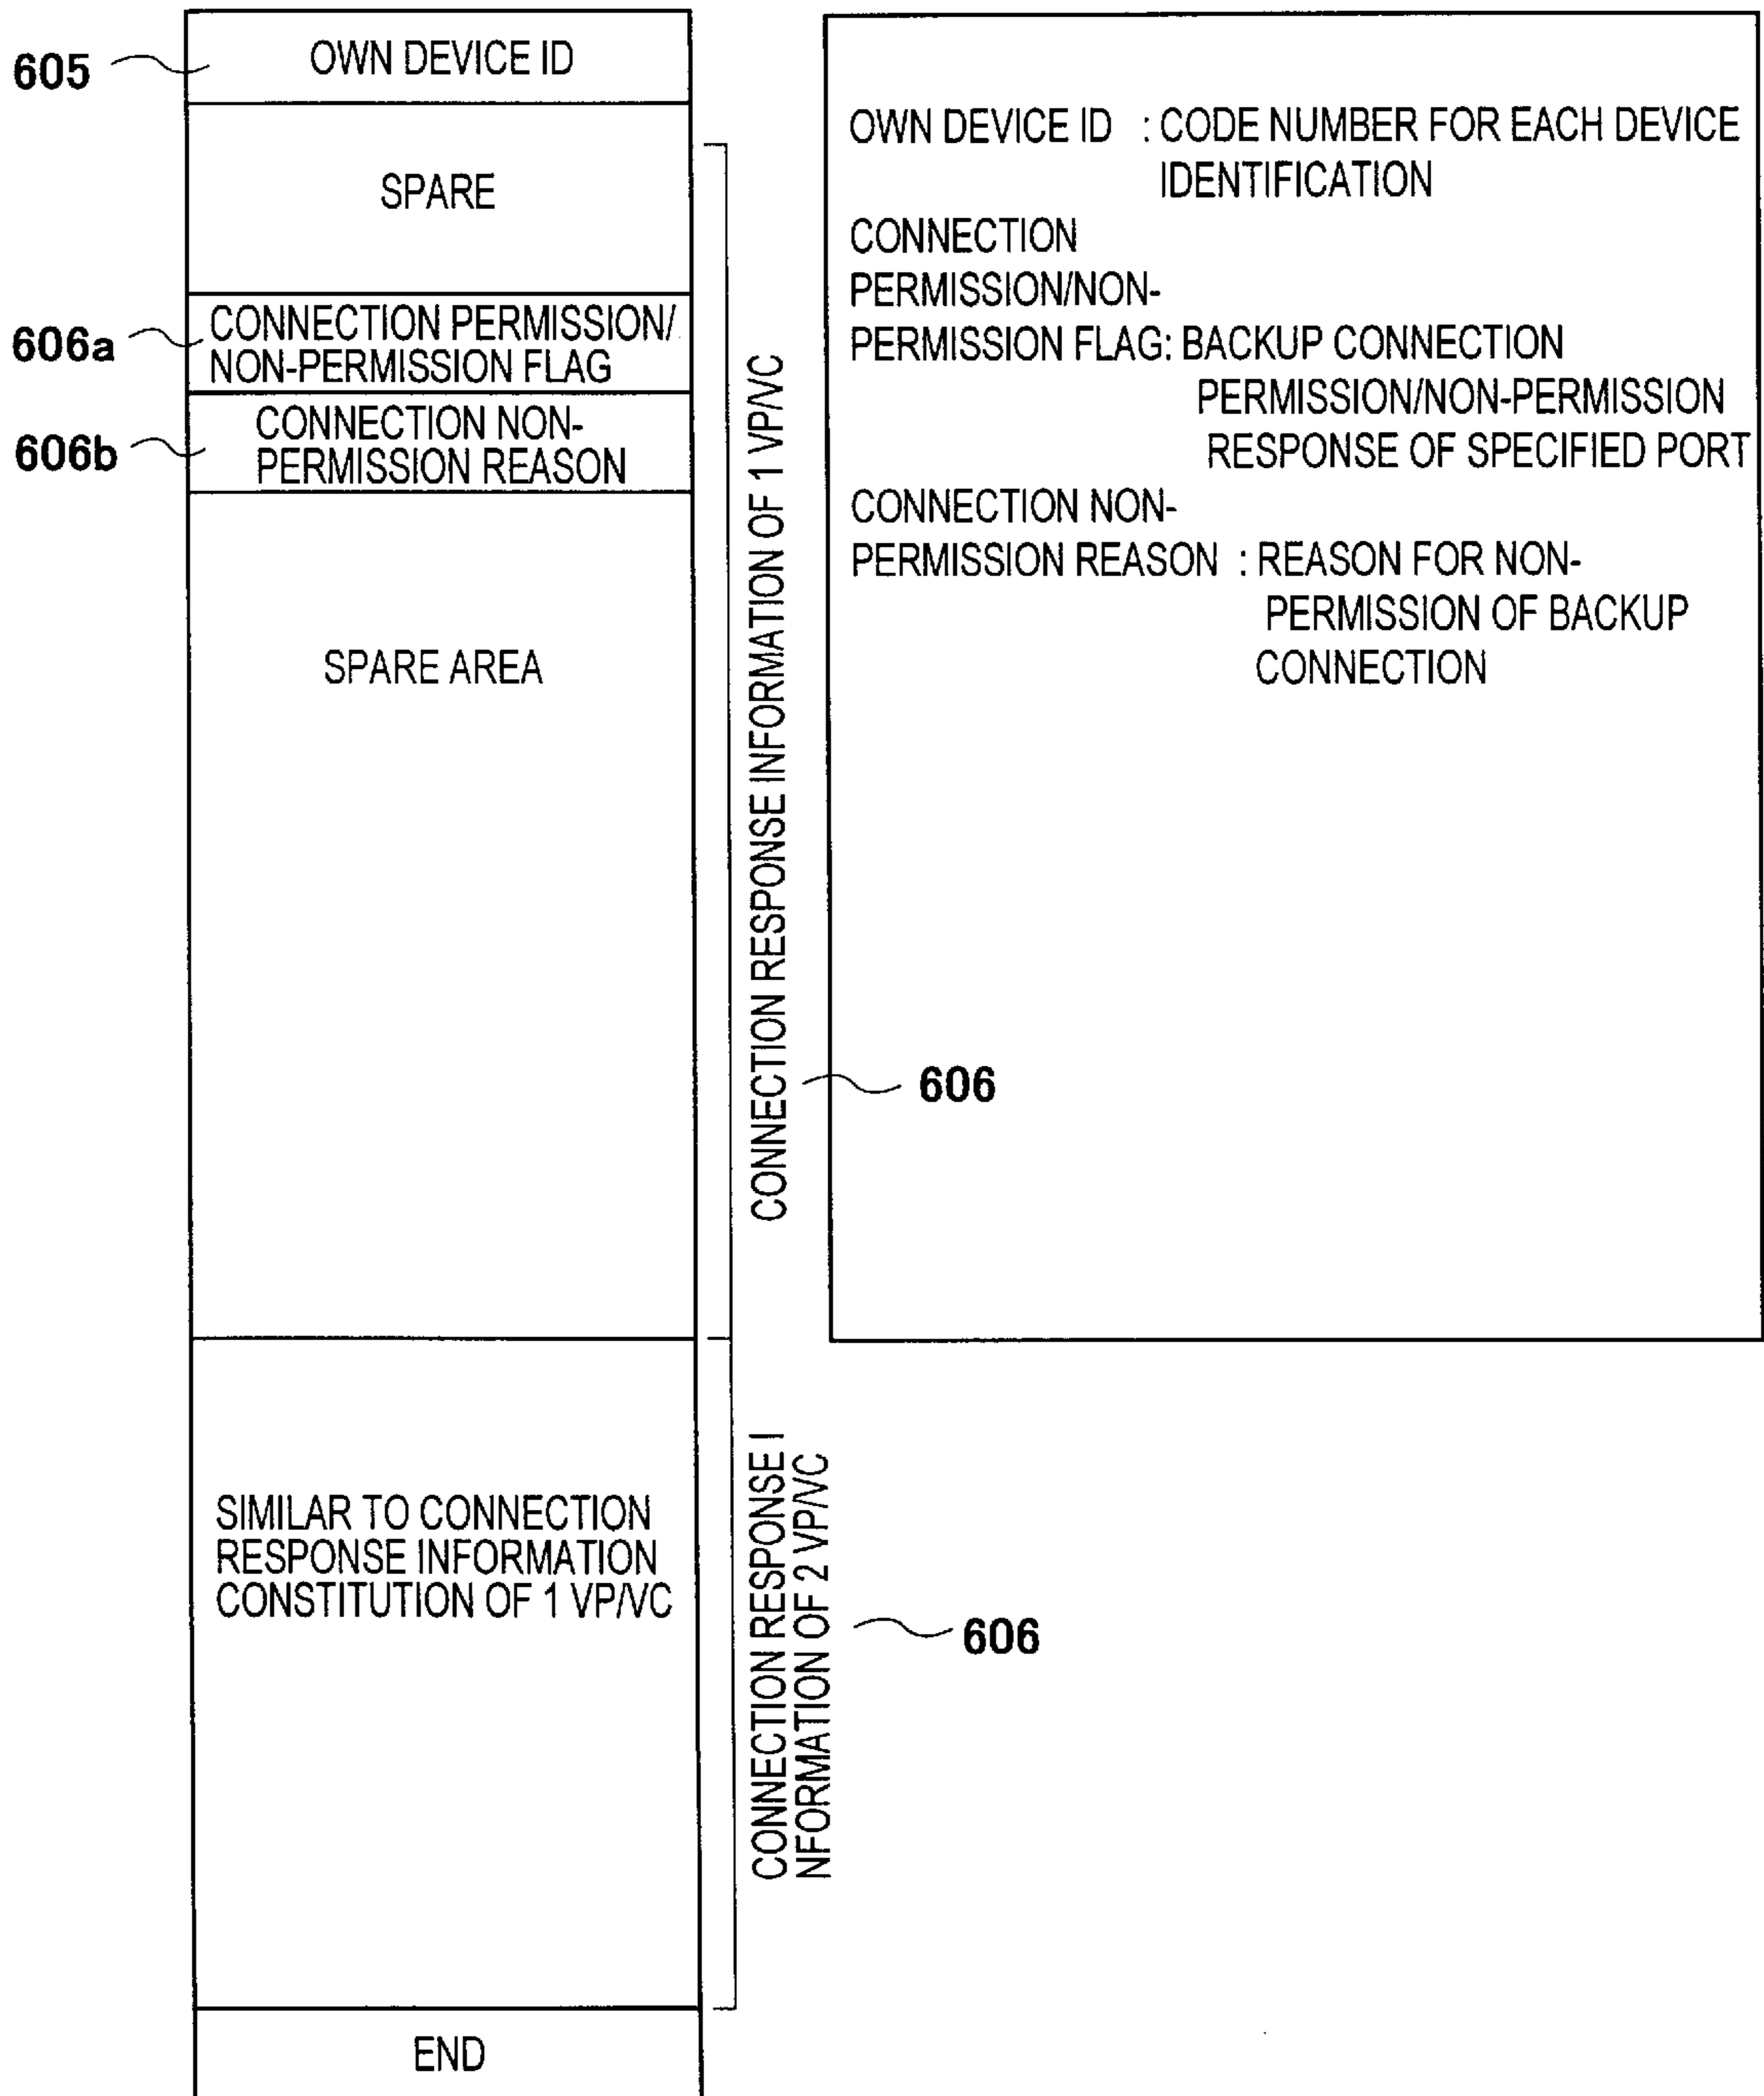 605
OWN DEVICE ID
SPARE
606a
CONNECTION PERMISSION/
NON-PERMISSION FLAG
606b
CONNECTION NON-
PERMISSION REASON
SPARE AREA
CONNECTION RESPONSE INFORMATION OF 1 VP/VC
606
SIMILAR TO CONNECTION
RESPONSE INFORMATION
CONSTITUTION OF 1 VP/VC
CONNECTION RESPONSE I
NFORMATION OF 2 VP/VC
606
END
OWN DEVICE ID : CODE NUMBER FOR EACH DEVICE
IDENTIFICATION
CONNECTION
PERMISSION/NON-
PERMISSION FLAG: BACKUP CONNECTION
PERMISSION/NON-PERMISSION
RESPONSE OF SPECIFIED PORT
CONNECTION NON-
PERMISSION REASON : REASON FOR NON-
PERMISSION OF BACKUP
CONNECTION